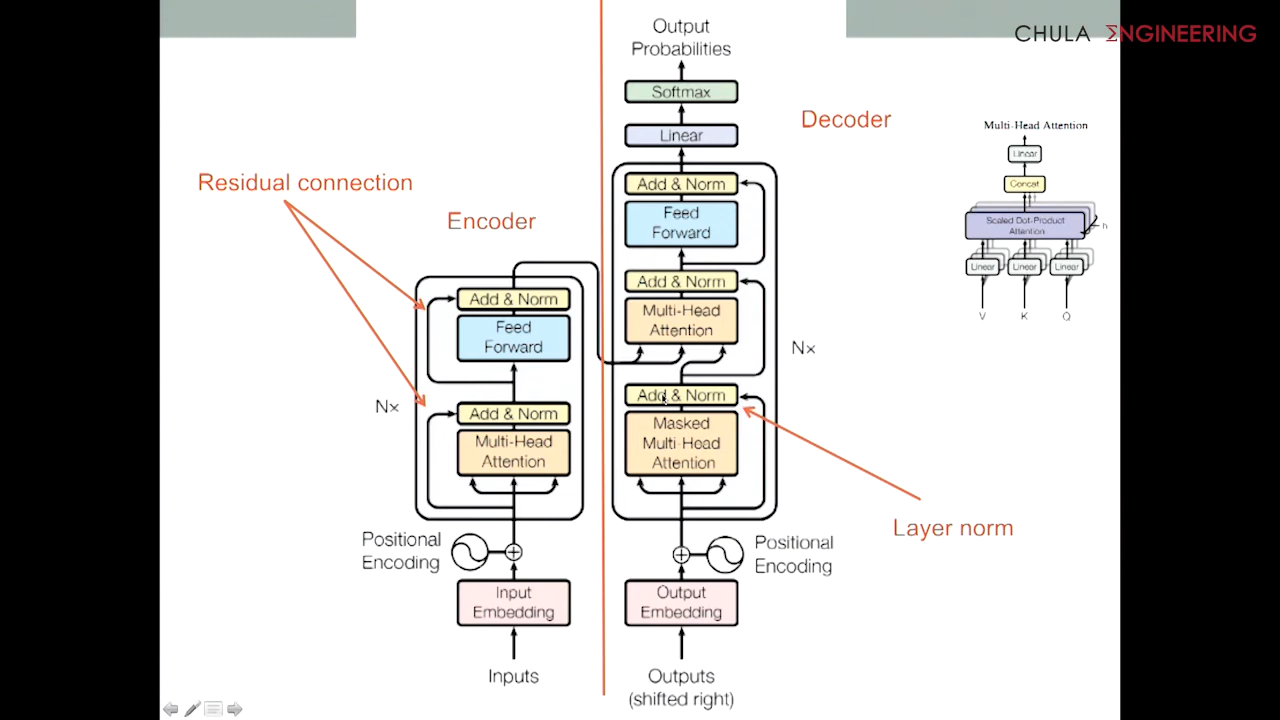 CHULA ΣNGINEERING
Output
Probabilities
Softmax
Linear
Decoder
Add & Norm
Feed
Forward
Add & Norm
Multi-Head
Attention
Nx
Add & Norm
Masked
Multi-Head
Attention
Layer norm
Positional
Encoding
Output
Embedding
Outputs
(shifted right)
Residual connection
Encoder
Add & Norm
Feed
Forward
Nx
Add & Norm
Multi-Head
Attention
Positional
Encoding
Input
Embedding
Inputs
Multi-Head Attention
Linear
Concat
Scaled Dot-Product
Attention
h
Linear Linear Linear
V K Q